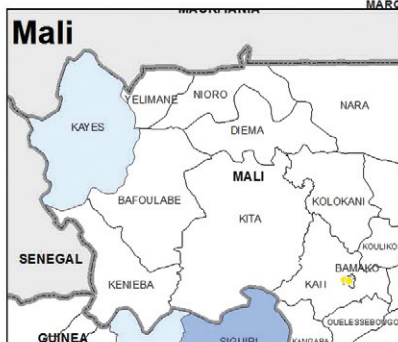 MAURITANIA
Mali
YELIMANE
NIORO
NARA
KAYES
DIEMA
MALI
BAFOULABE
KOLOKANI
KITA
KOULIKO
SENEGAL
BAMAKO
KENIEBA
KATI
OUELESSEBOUGO
GUINEA
SIGUIRI
KANGABA